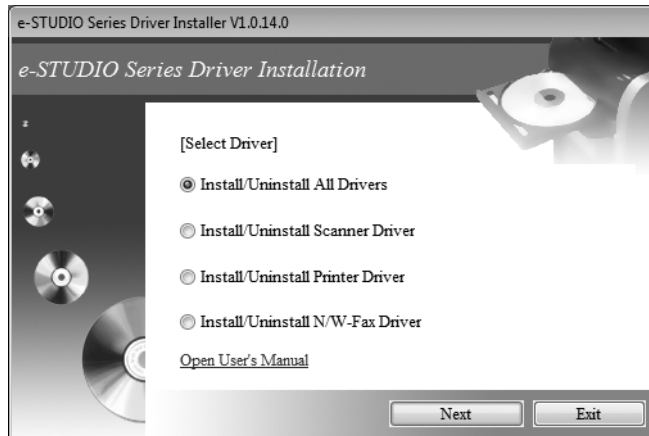 e-STUDIO Series Driver Installer V1.0.14.0
e-STUDIO Series Driver Installation
[Select Driver]
Install/Uninstall All Drivers
Install/Uninstall Scanner Driver
Install/Uninstall Printer Driver
Install/Uninstall N/W-Fax Driver
Open User's Manual
Next
Exit